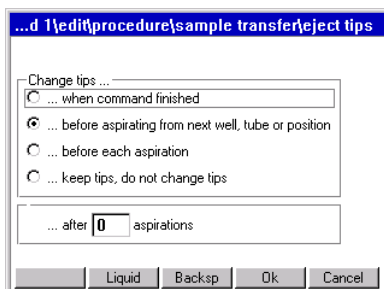 ...d 1\edit\procedure\sample transfer\eject tips
Change tips ...
... when command finished
... before aspirating from next well, tube or position
... before each aspiration
... keep tips, do not change tips
... after 0 aspirations
Liquid Backsp Ok Cancel